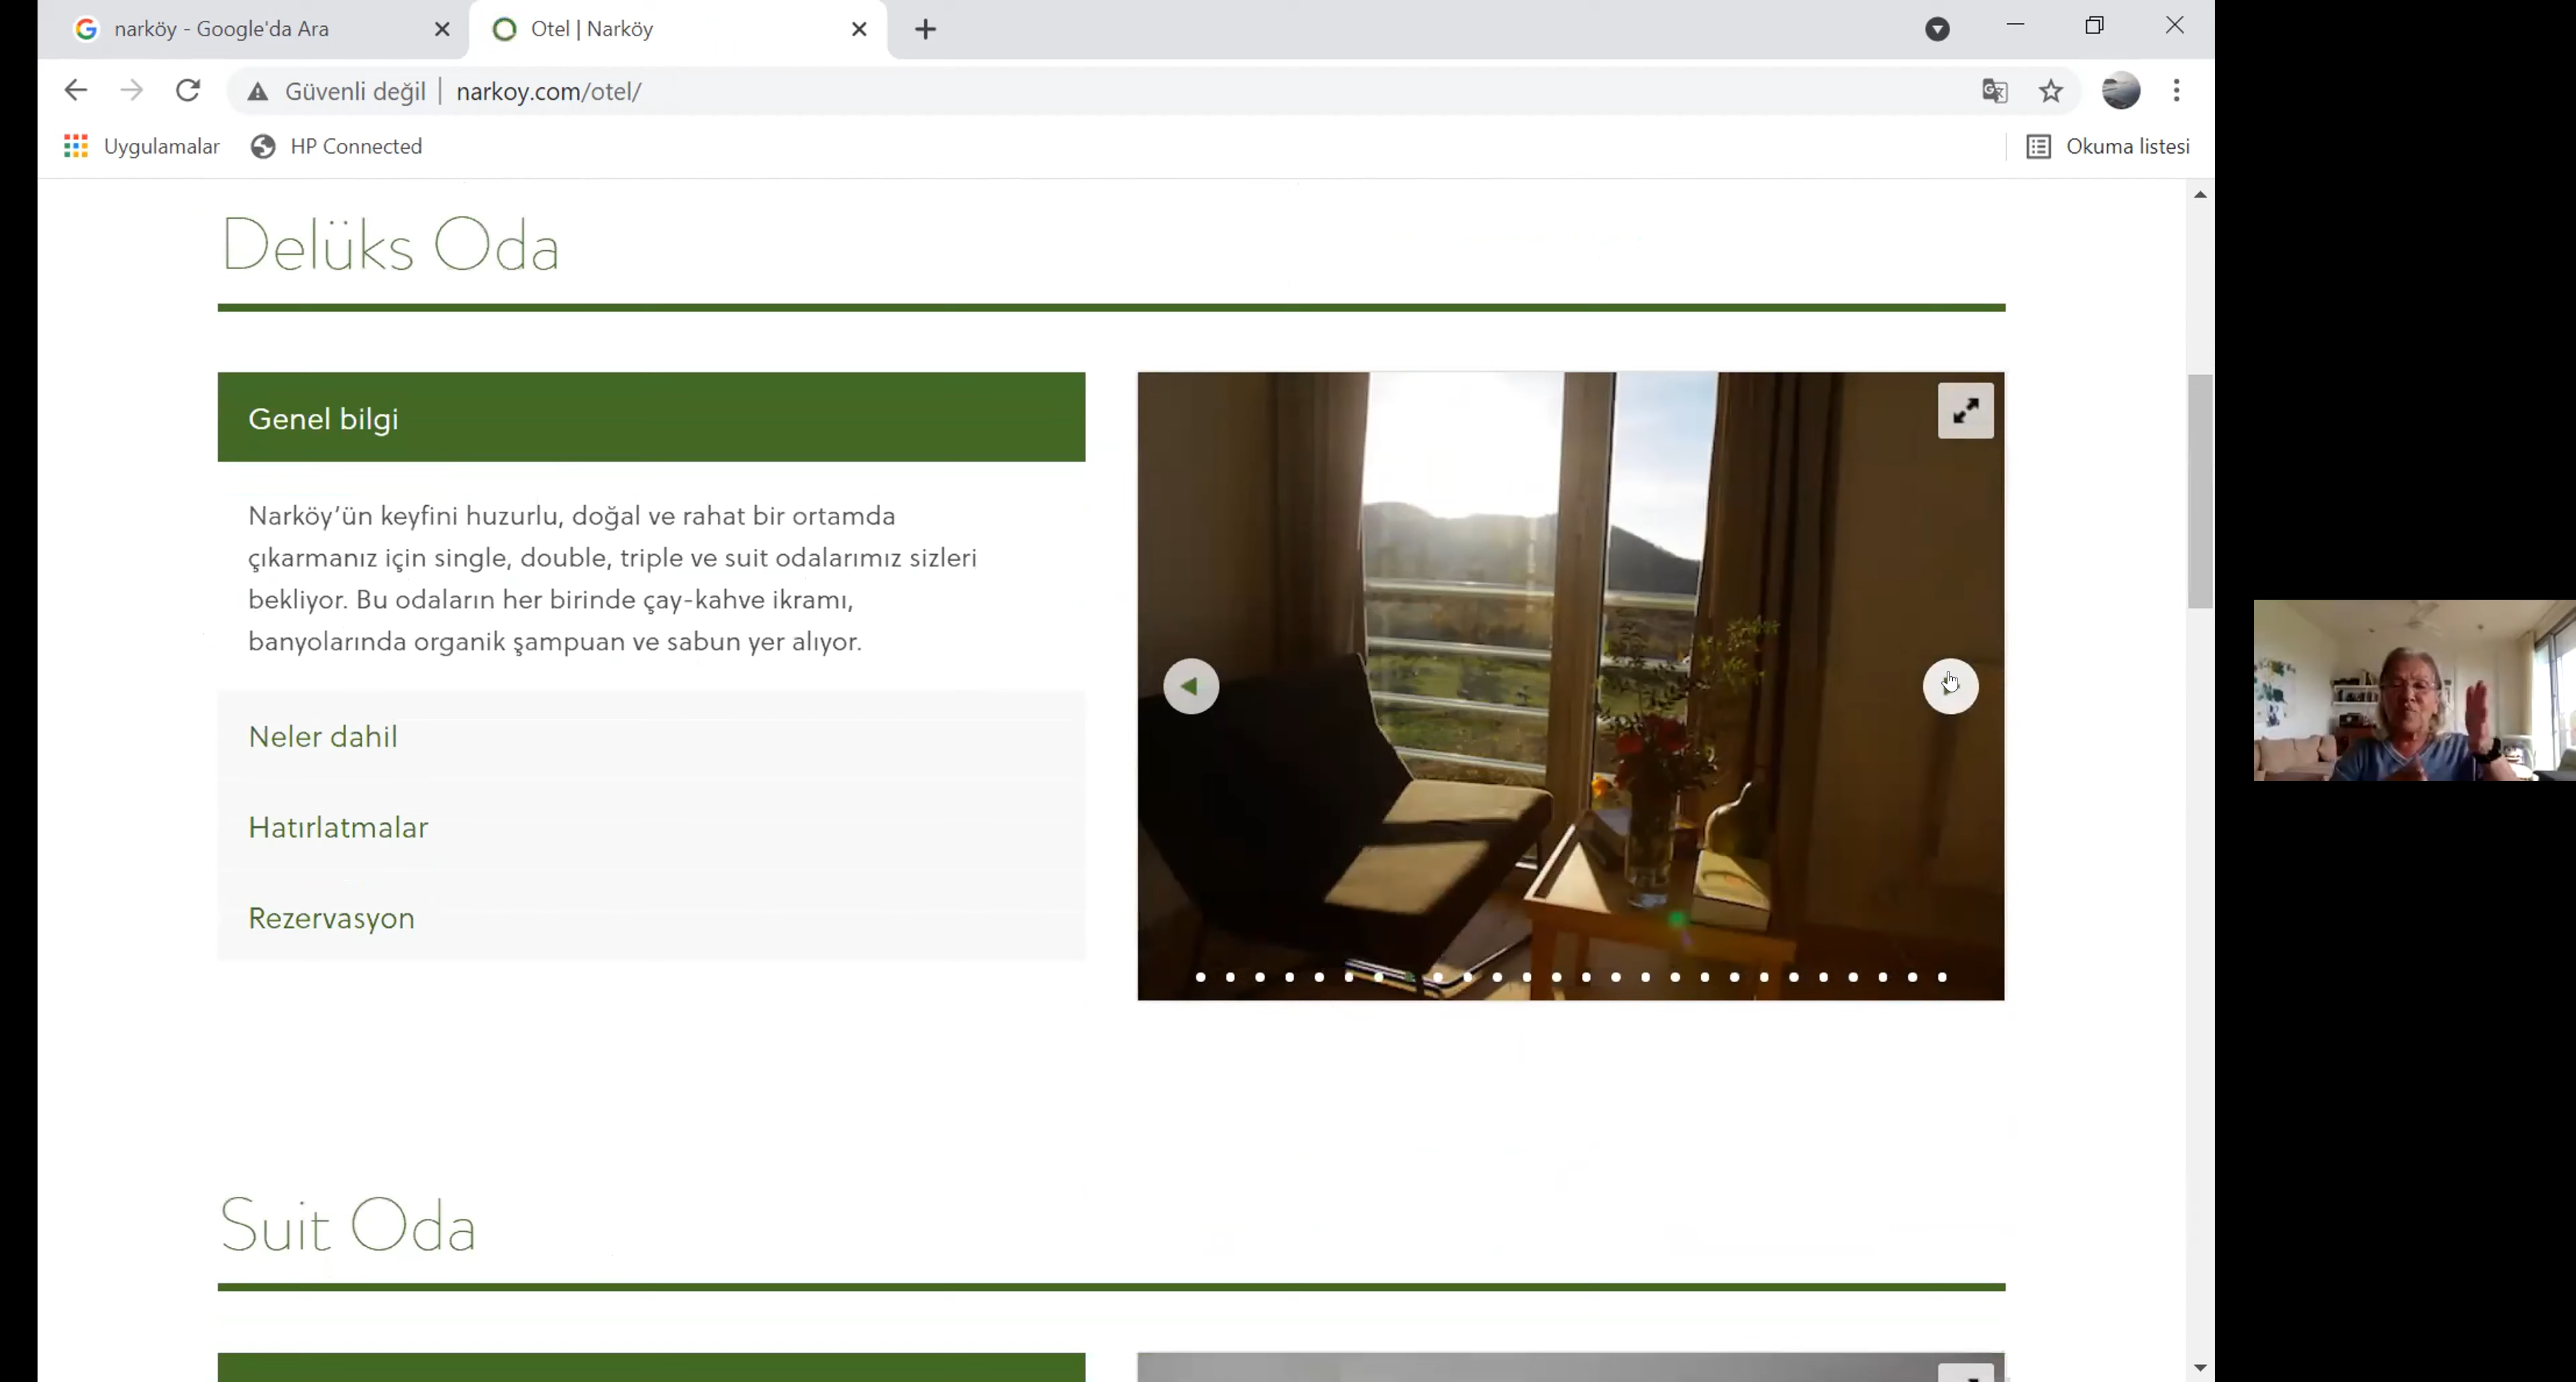 narköy - Google'da Ara
Otel | Narköy
Güvenli değil | narkoy.com/otel/
Uygulamalar
HP Connected
Okuma listesi
Delüks Oda
Genel bilgi
Narköy’ün keyfini huzurlu, doğal ve rahat bir ortamda
çıkarmanız için single, double, triple ve suit odalarımız sizleri
bekliyor. Bu odaların her birinde çay-kahve ikramı,
banyolarında organik şampuan ve sabun yer alıyor.
Neler dahil
Hatırlatmalar
Rezervasyon
Suit Oda